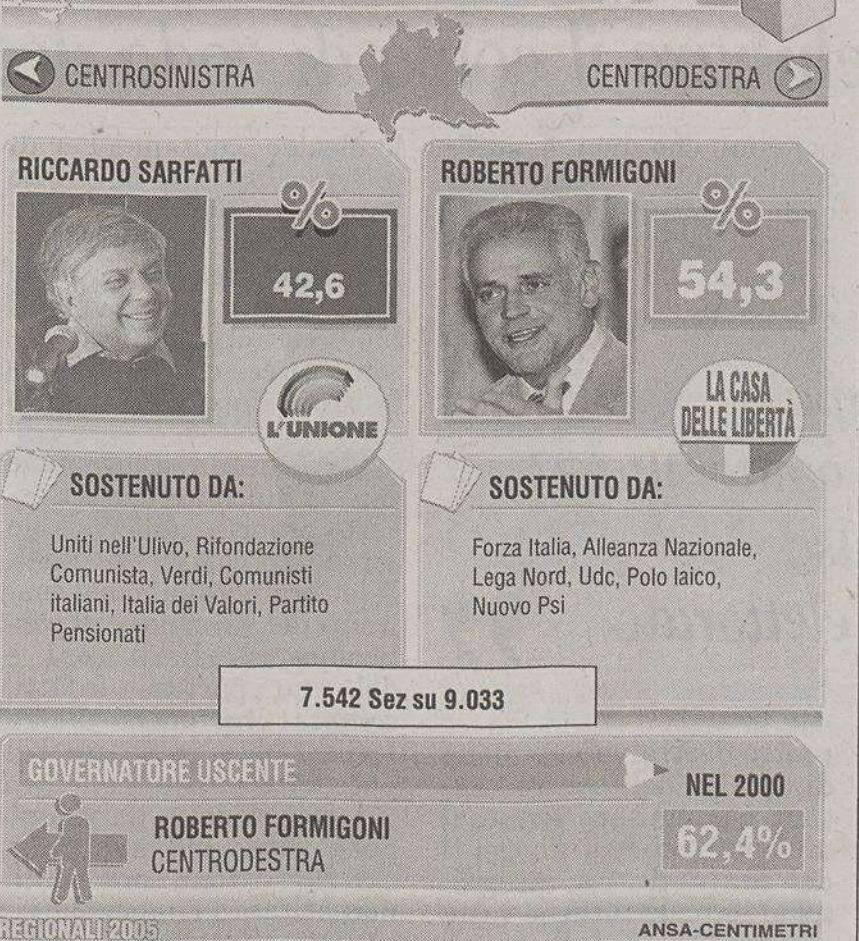 CENTROSINISTRA
CENTRODESTRA
RICCARDO SARFATTI
%
42,6
L'UNIONE
SOSTENUTO DA:
Uniti nell'Ulivo, Rifondazione
Comunista, Verdi, Comunisti
italiani, Italia dei Valori, Partito
Pensionati
ROBERTO FORMIGONI
%
54,3
LA CASA
DELLE LIBERTÀ
SOSTENUTO DA:
Forza Italia, Alleanza Nazionale,
Lega Nord, Udc, Polo laico,
Nuovo Psi
7.542 Sez su 9.033
GOVERNATORE USCENTE
ROBERTO FORMIGONI
CENTRODESTRA
NEL 2000
62,4%
REGIONALI 2005
ANSA-CENTIMETRI